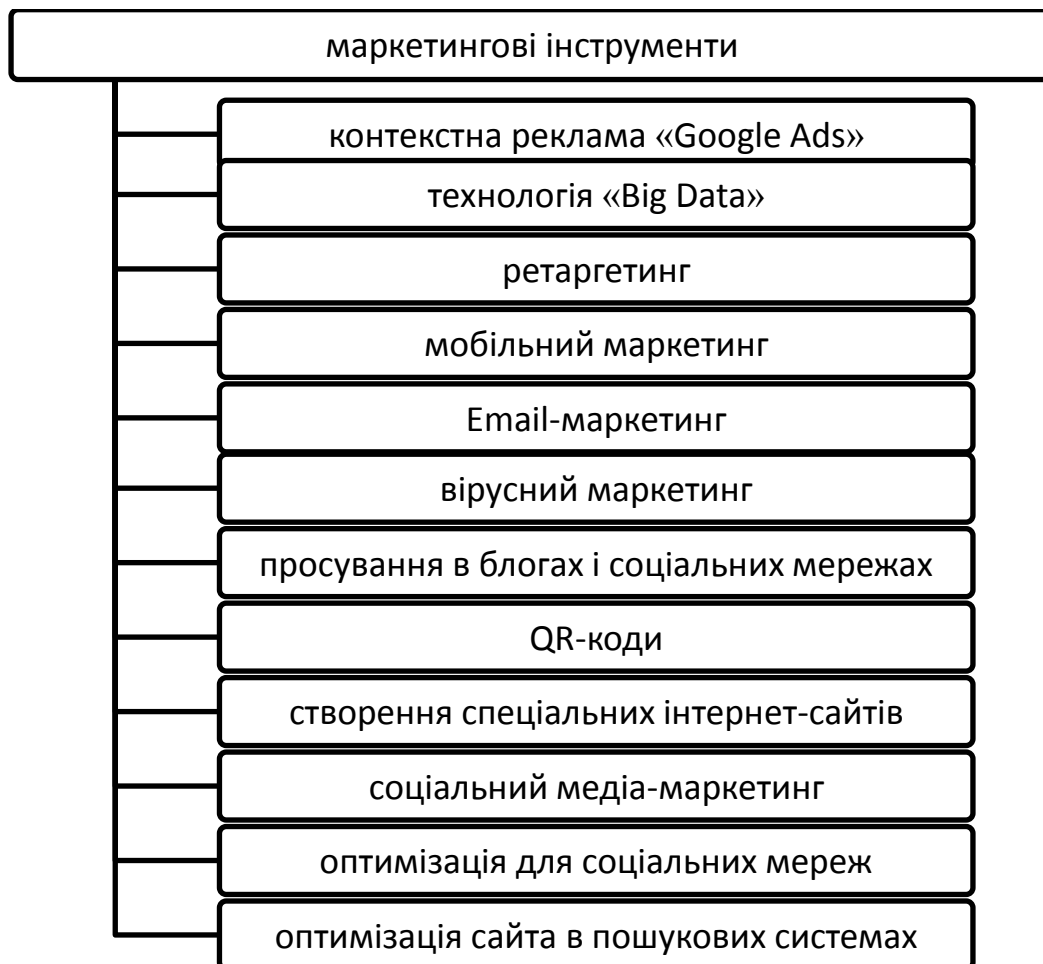 маркетингові інструменти
контекстна реклама «Google Ads»
технологія «Big Data»
ретаргетинг
мобільний маркетинг
Email-маркетинг
вірусний маркетинг
просування в блогах і соціальних мережах
QR-коди
створення спеціальних інтернет-сайтів
соціальний медіа-маркетинг
оптимізація для соціальних мереж
оптимізація сайта в пошукових системах